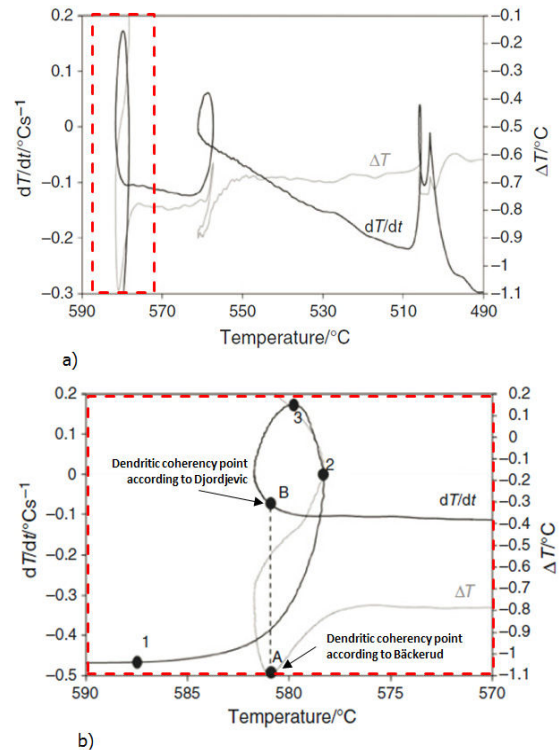 0.2
0.1
0
−0.1
−0.2
−0.3
dT/dt/°Cs−1
−0.1
−0.2
−0.3
−0.4
−0.5
−0.6
−0.7
−0.8
−0.9
−1
−1.1
ΔT/°C
ΔT
dT/dt
590 570 550 530 510 490
Temperature/°C
a)
0.2
0.1
0
−0.1
−0.2
−0.3
−0.4
−0.5
dT/dt/°Cs−1
0.2
0.1
0
−0.1
−0.2
−0.3
−0.4
−0.5
−0.6
−0.7
−0.8
−0.9
−1
−1.1
ΔT/°C
3
2
Dendritic coherency point
according to Djordjevic
B
dT/dt
ΔT
1
A
Dendritic coherency point
according to Bäckerud
590 585 580 575 570
Temperature/°C
b)